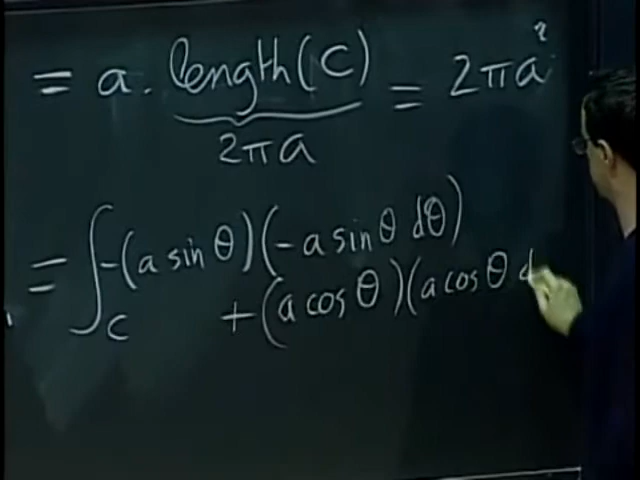 = a. length(C) = 2πa²
2πa
= ∫ -(a sin θ)(-a sin θ dθ)
C + (a cos θ)(a cos θ d